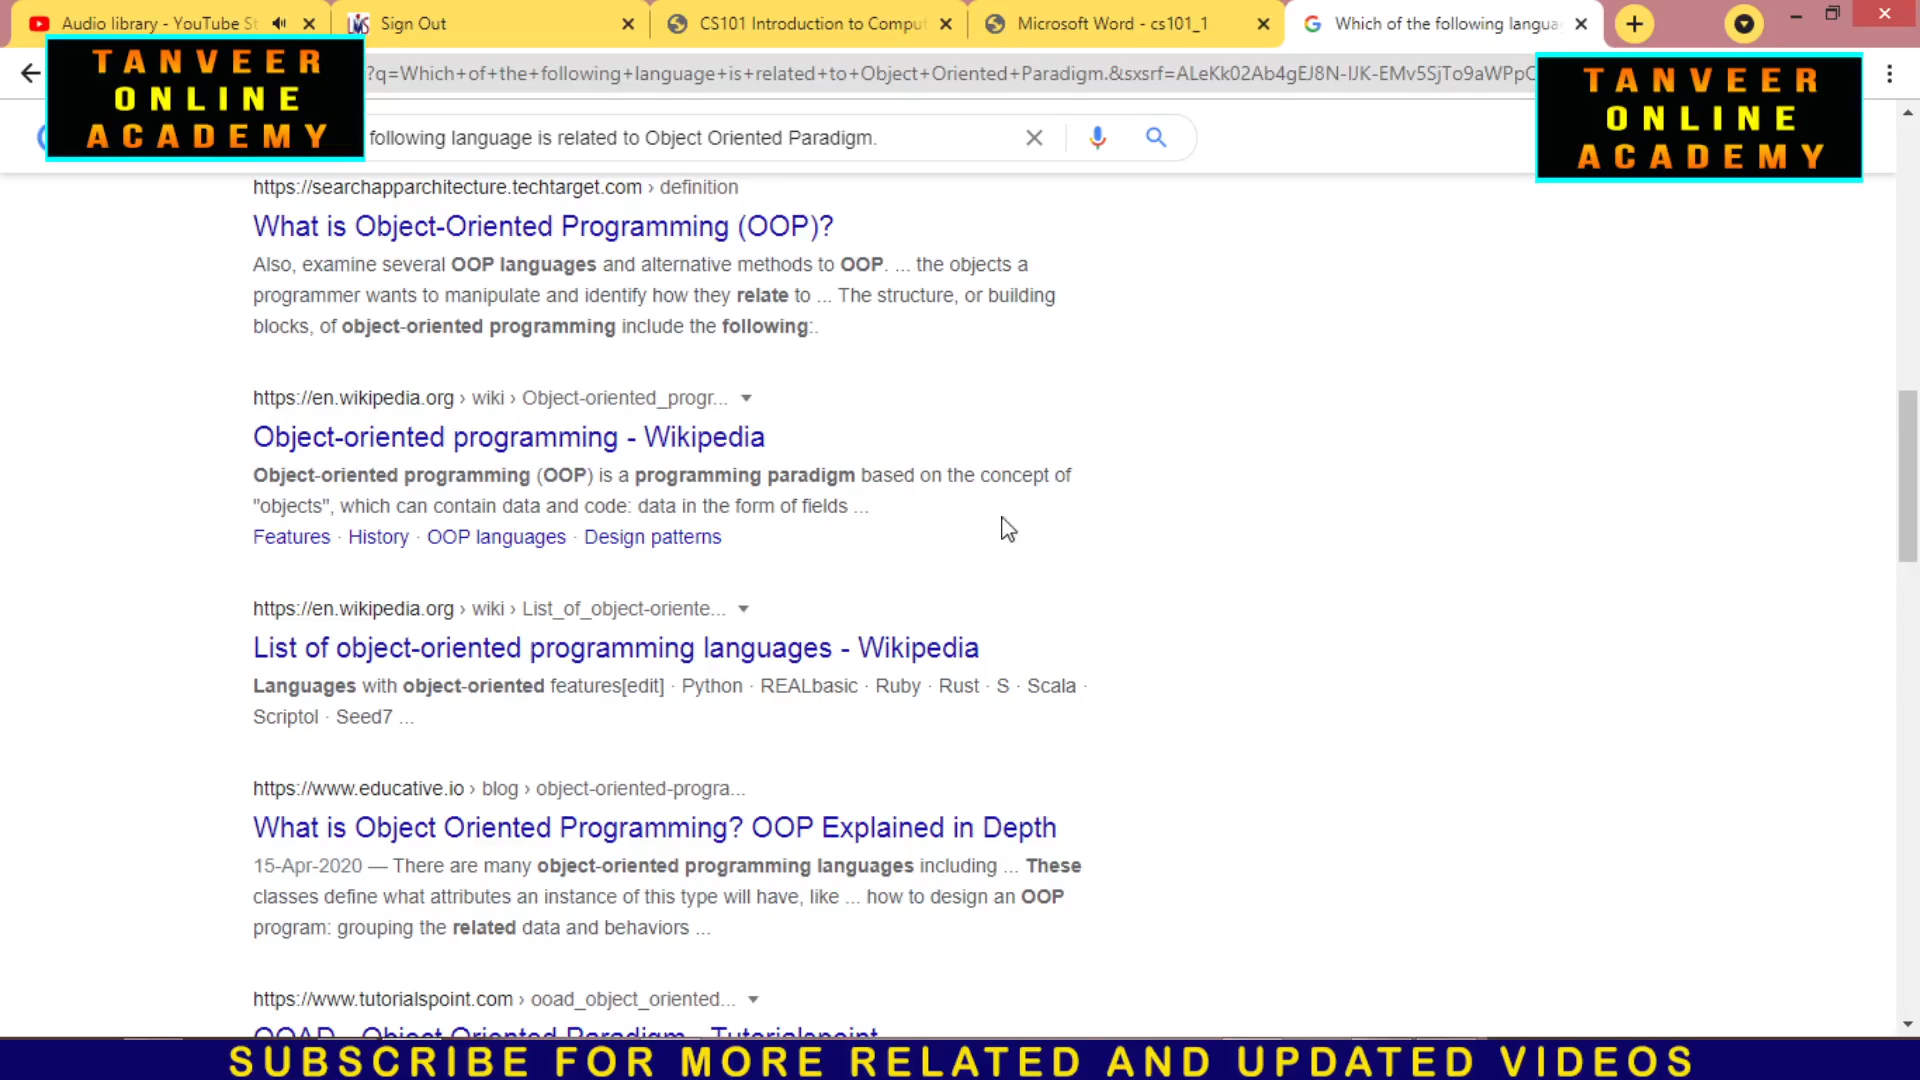 Audio library - YouTube St
Sign Out
CS101 Introduction to Comput
Microsoft Word - cs101_1
Which of the following langua
TANVEER
ONLINE
ACADEMY
?q=Which+of+the+following+language+is+related+to+Object+Oriented+Paradigm.&sxsrf=ALeKk02Ab4gEJ8N-IJK-EMv5SjTo9aWPpC
TANVEER
ONLINE
ACADEMY
following language is related to Object Oriented Paradigm.
https://searchapparchitecture.techtarget.com › definition
What is Object-Oriented Programming (OOP)?
Also, examine several OOP languages and alternative methods to OOP. ... the objects a
programmer wants to manipulate and identify how they relate to ... The structure, or building
blocks, of object-oriented programming include the following:.
https://en.wikipedia.org › wiki › Object-oriented_progr...
Object-oriented programming - Wikipedia
Object-oriented programming (OOP) is a programming paradigm based on the concept of
"objects", which can contain data and code: data in the form of fields ...
Features · History · OOP languages · Design patterns
https://en.wikipedia.org › wiki › List_of_object-oriente...
List of object-oriented programming languages - Wikipedia
Languages with object-oriented features[edit] · Python · REALbasic · Ruby · Rust · S · Scala ·
Scriptol · Seed7 ...
https://www.educative.io › blog › object-oriented-progra...
What is Object Oriented Programming? OOP Explained in Depth
15-Apr-2020 — There are many object-oriented programming languages including ... These
classes define what attributes an instance of this type will have, like ... how to design an OOP
program: grouping the related data and behaviors ...
https://www.tutorialspoint.com › ooad_object_oriented...
OOAD - Object Oriented Paradigm - Tutorialspoint
SUBSCRIBE FOR MORE RELATED AND UPDATED VIDEOS